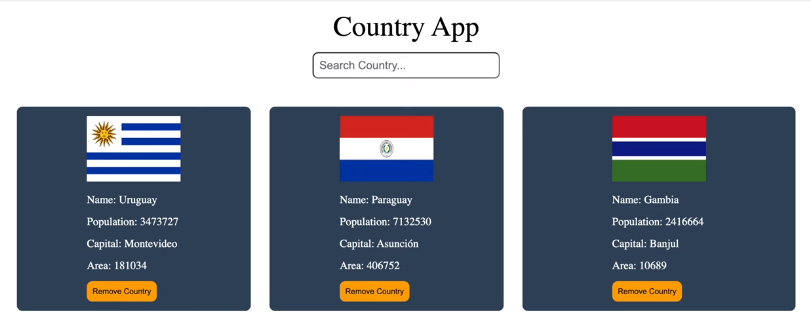 Country App
Search Country...
Name: Uruguay
Population: 3473727
Capital: Montevideo
Area: 181034
Remove Country
Name: Paraguay
Population: 7132530
Capital: Asunción
Area: 406752
Remove Country
Name: Gambia
Population: 2416664
Capital: Banjul
Area: 10689
Remove Country